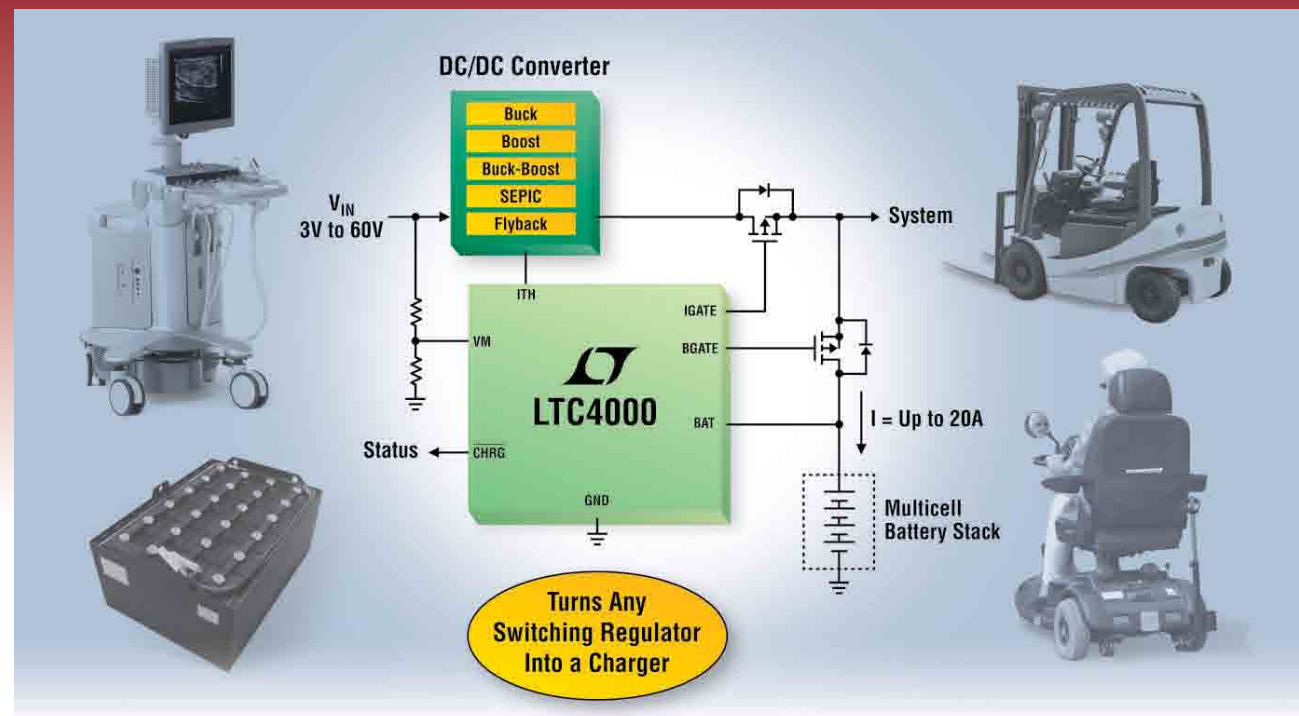 DC/DC Converter
Buck
Boost
Buck-Boost
SEPIC
Flyback
VIN
3V to 60V
System
ITH
IGATE
VM
BGATE
LTC4000
BAT
I = Up to 20A
Status
CHRG
GND
Multicell
Battery Stack
Turns Any
Switching Regulator
Into a Charger